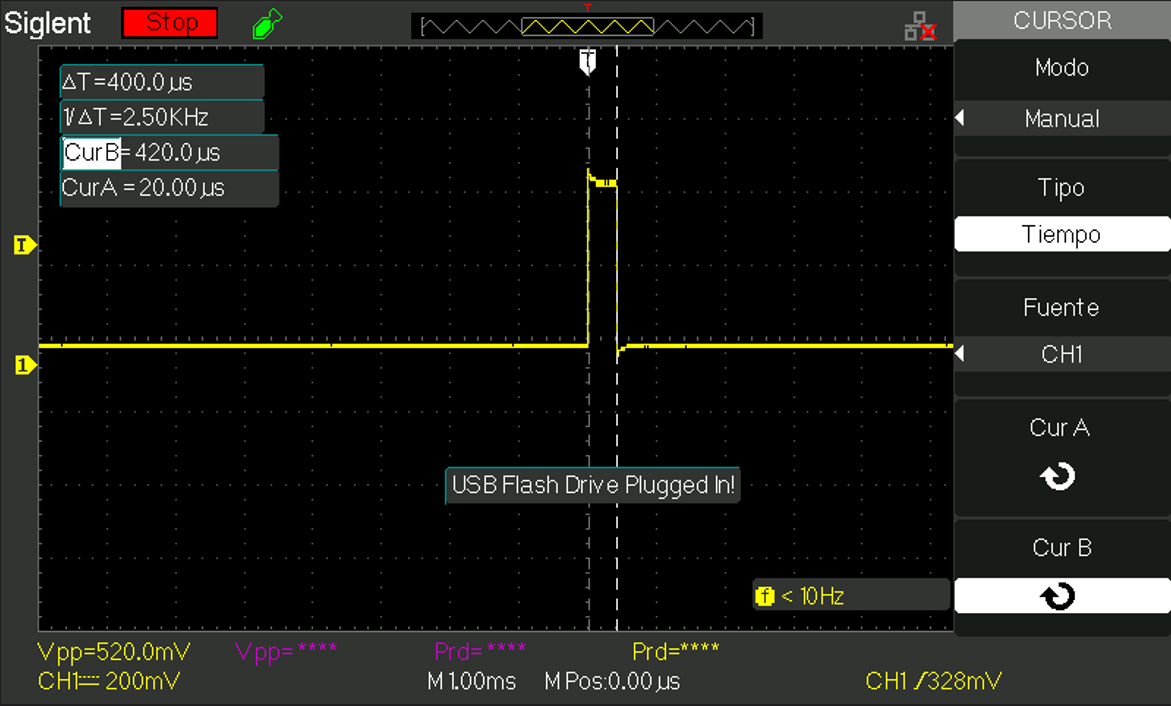 Siglent Stop T CURSOR
T
Modo
ΔT=400.0µs
1/ΔT=2.50KHz
Manual
CurB= 420.0µs
CurA = 20.00µs
Tipo
T
Tiempo
Fuente
1
CH1
Cur A
USB Flash Drive Plugged In!
Cur B
f < 10Hz
Vpp=520.0mV Vpp=**** Prd=**** Prd=****
CH1 200mV M 1.00ms M Pos:0.00µs CH1 328mV